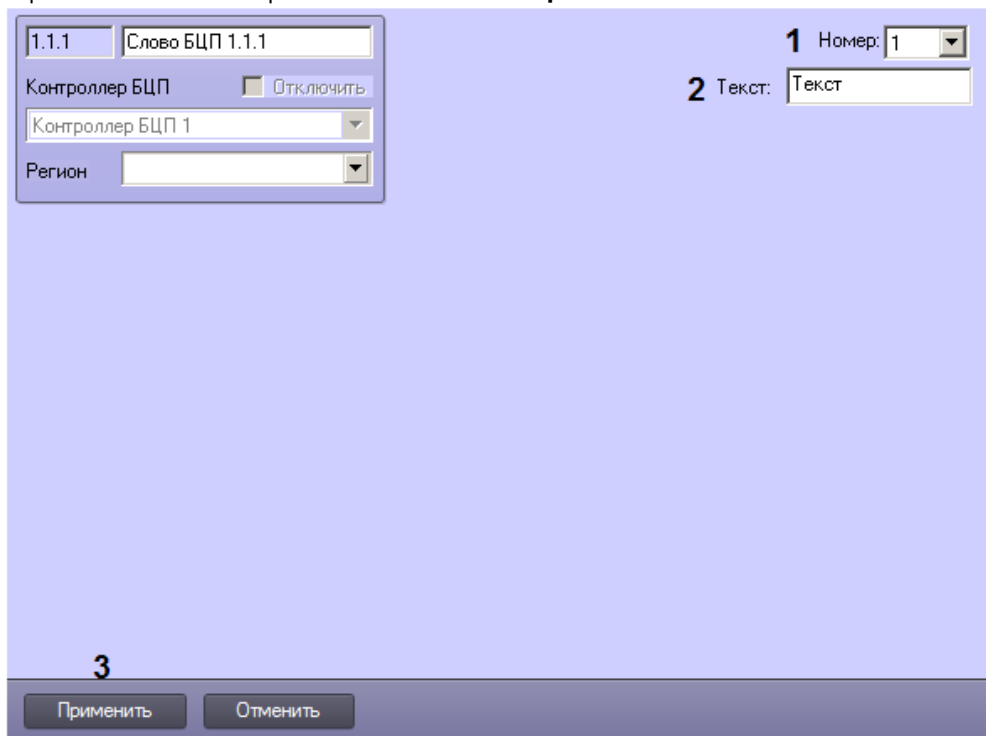 1.1.1 Слово БЦП 1.1.1
1 Номер: 1
2 Текст: Текст
Контроллер БЦП Отключить
Контроллер БЦП 1
Регион
3
Применить Отменить